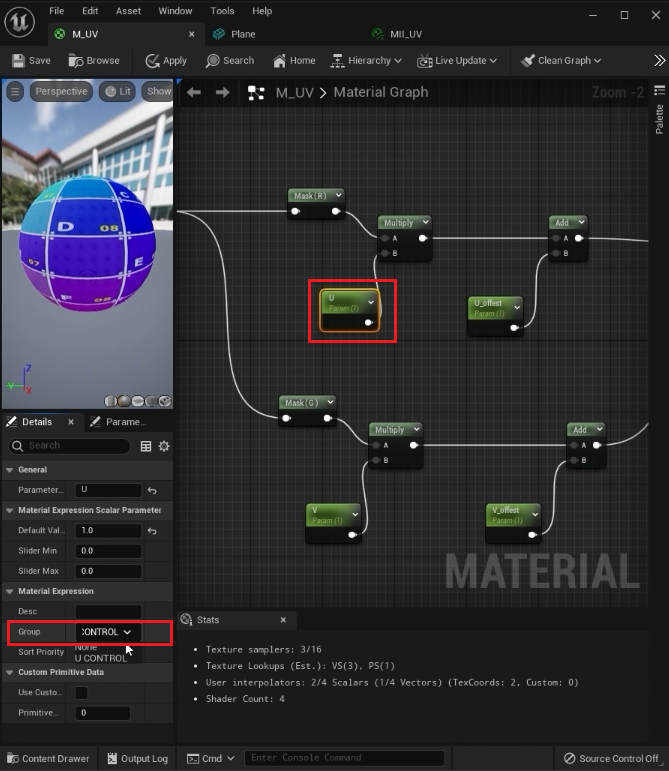 File Edit Asset Window Tools Help
M_UV Plane MII_UV
Save Browse Apply Search Home Hierarchy Live Update Clean Graph
Perspective Lit Show
M_UV > Material Graph
Zoom -2
Palette
Mask (R)
Multiply
A
B
Add
A
B
U
Param (1)
U_offest
Param (1)
D 08
07
Z
Y
X
Mask (G)
Multiply
A
B
Add
A
B
V
Param (1)
V_offest
Param (1)
MATERIAL
Details Parame...
Search
General
Parameter... U
Material Expression Scalar Parameter
Default Val... 1.0
Slider Min 0.0
Slider Max 0.0
Material Expression
Desc
Group CONTROL
None
Sort Priority
U CONTROL
Custom Primitive Data
Use Custo...
Primitive... 0
Stats
• Texture samplers: 3/16
• Texture Lookups (Est.): VS(3), PS(1)
• User interpolators: 2/4 Scalars (1/4 Vectors) (TexCoords: 2, Custom: 0)
• Shader Count: 4
Content Drawer Output Log Cmd Enter Console Command Source Control Off